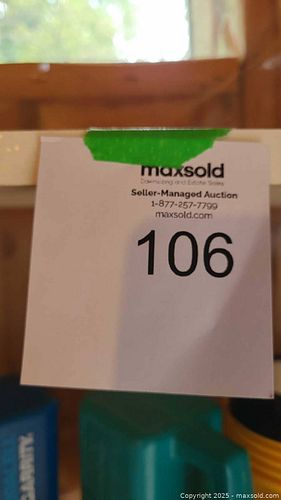 maxsold
Downsizing and Estate Sales
Seller-Managed Auction
1-877-257-7799
maxsold.com
106
CLARITY.
Copyright 2025 - maxsold.com